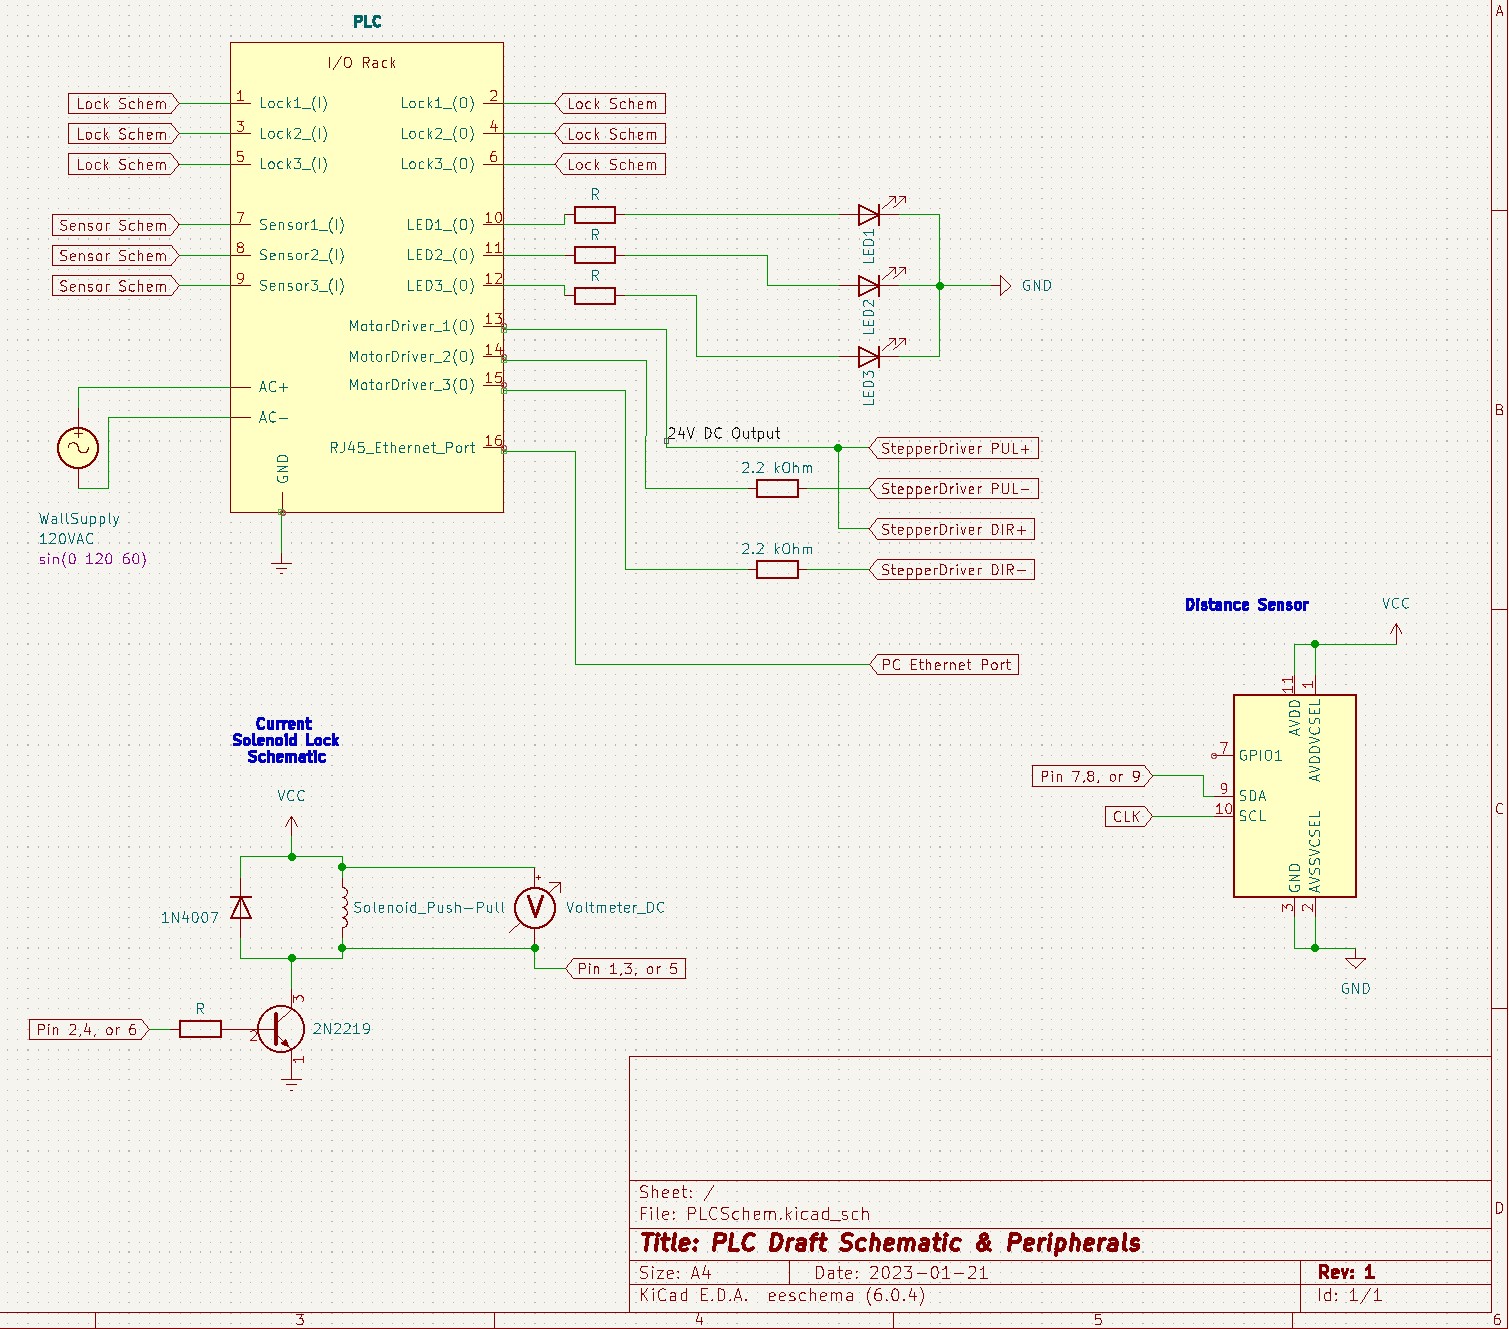 PLC
I/O Rack
Lock Schem 1 Lock1_(I) Lock1_(O) 2 Lock Schem
Lock Schem 3 Lock2_(I) Lock2_(O) 4 Lock Schem
Lock Schem 5 Lock3_(I) Lock3_(O) 6 Lock Schem
R
Sensor Schem 7 Sensor1_(I) LED1_(O) 10
LED1
R
Sensor Schem 8 Sensor2_(I) LED2_(O) 11
R
Sensor Schem 9 Sensor3_(I) LED3_(O) 12
LED2
GND
MotorDriver_1(O) 13
MotorDriver_2(O) 14
LED3
MotorDriver_3(O) 15
AC+
AC-
24V DC Output
RJ45_Ethernet_Port 16
StepperDriver PUL+
GND
2.2 kOhm
StepperDriver PUL-
WallSupply
120VAC
sin(0 120 60)
StepperDriver DIR+
2.2 kOhm
StepperDriver DIR-
PC Ethernet Port
Distance Sensor
VCC
11 1
AVDD
AVDDVCSEL
7 GPIO1
Pin 7,8, or 9
9 SDA
CLK
10 SCL
GND
AVSSVCSEL
3 2
GND
Current
Solenoid Lock
Schematic
VCC
1N4007
Solenoid_Push-Pull
+
V
Voltmeter_DC
Pin 1,3, or 5
3
R
Pin 2,4, or 6
2
2N2219
1
Sheet: /
File: PLCSchem.kicad_sch
Title: PLC Draft Schematic & Peripherals
Size: A4 Date: 2023-01-21 Rev: 1
KiCad E.D.A. eeschema (6.0.4) Id: 1/1
A
B
C
D
3 4 5 6